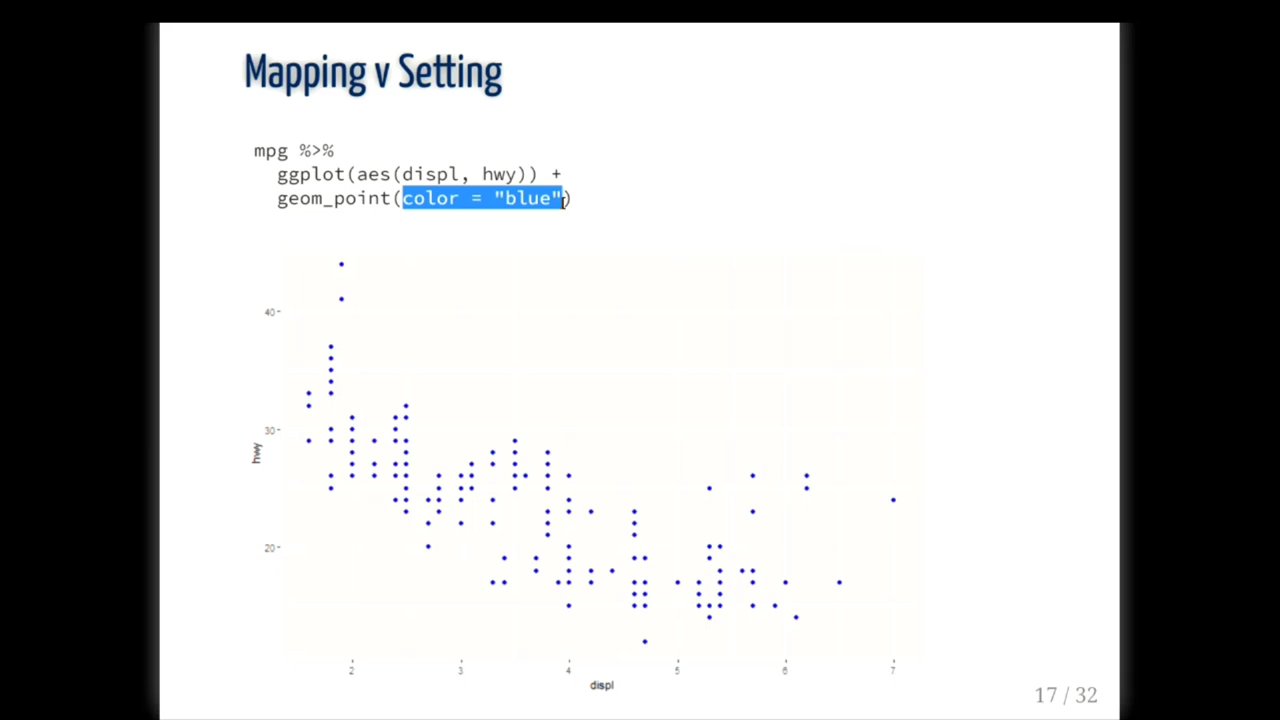 Mapping v Setting
mpg %>%
ggplot(aes(displ, hwy)) +
geom_point(color = "blue")
40
30
20
hwy
2 3 4 5 6 7
displ
17 / 32